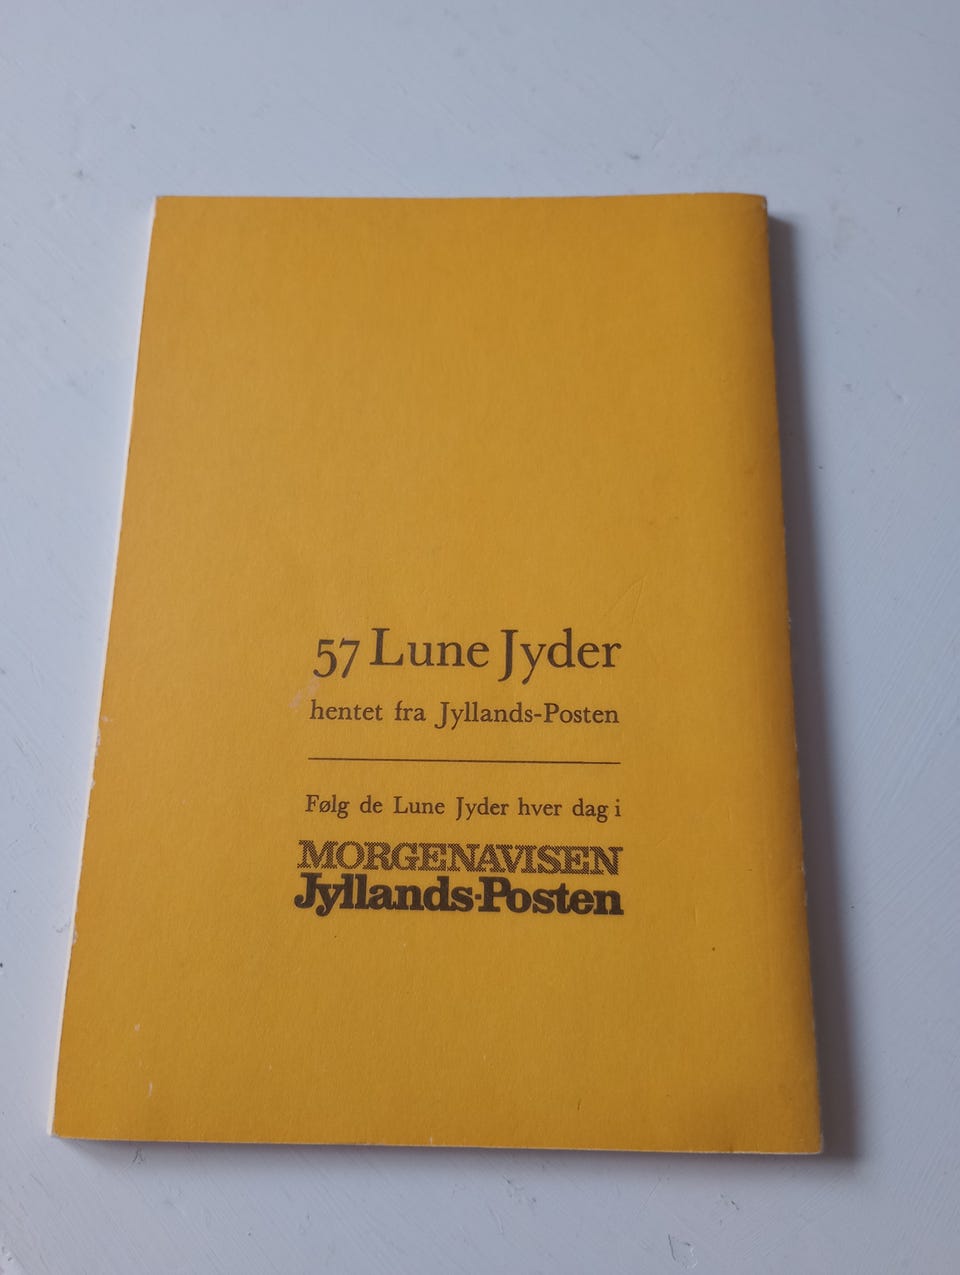 57 Lune Jyder
hentet fra Jyllands-Posten
Følg de Lune Jyder hver dag i
MORGENAVISEN
Jyllands-Posten